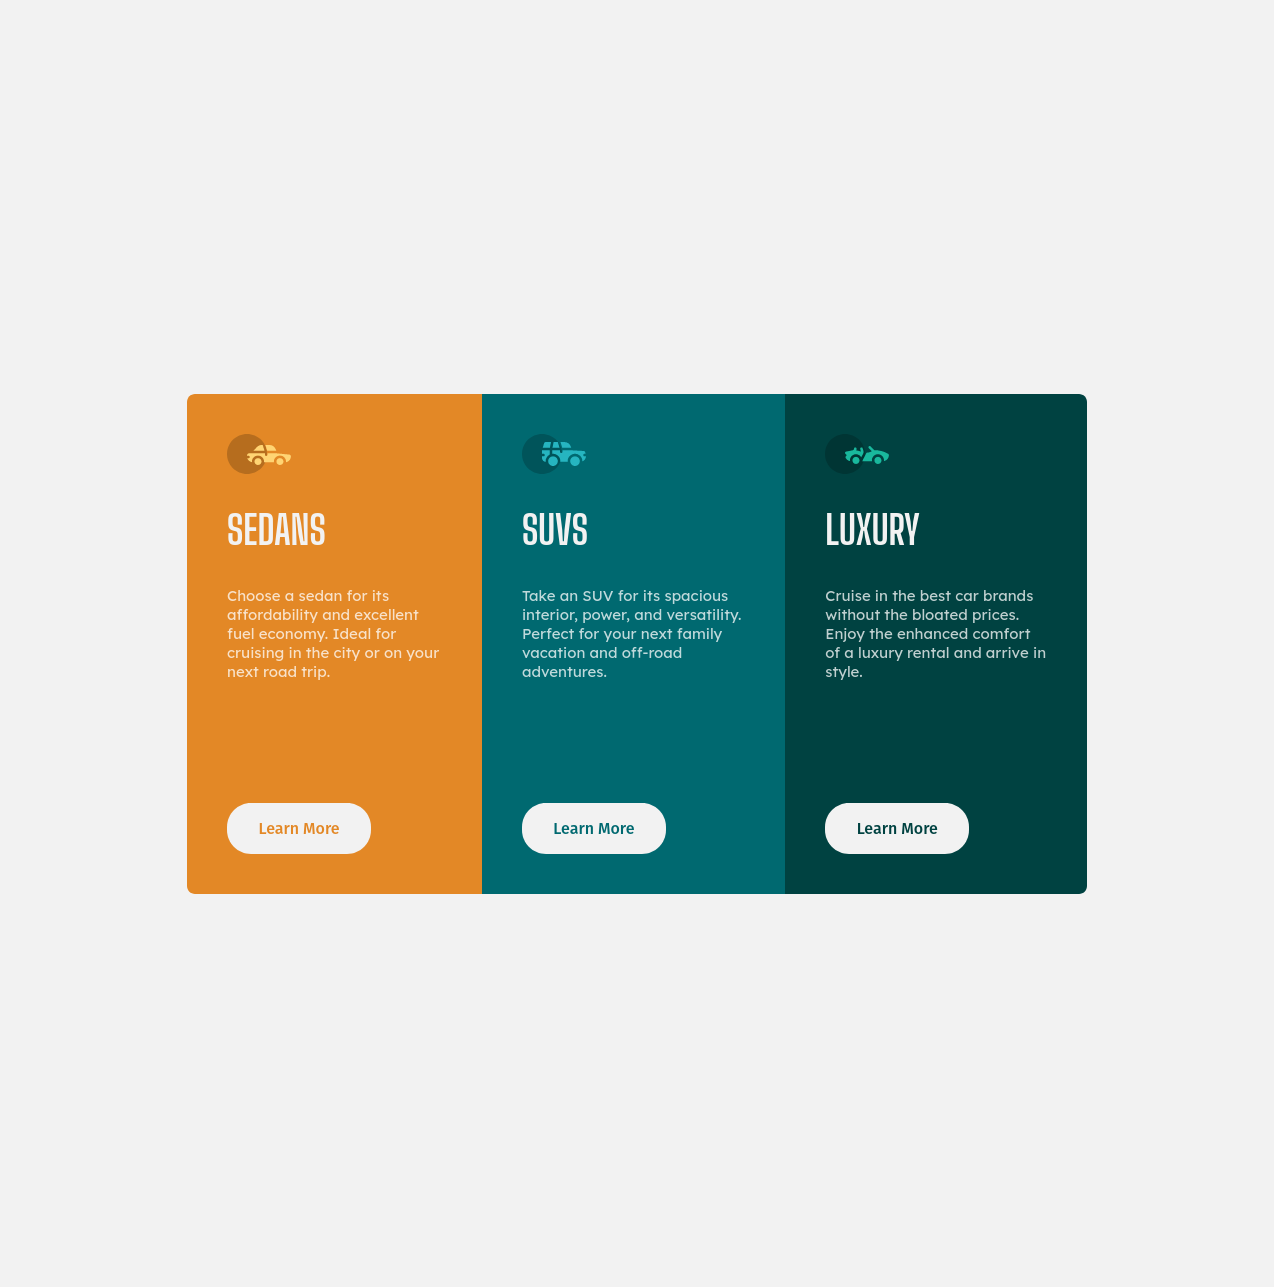 SEDANS
Choose a sedan for its
affordability and excellent
fuel economy. Ideal for
cruising in the city or on your
next road trip.
Learn More
SUVS
Take an SUV for its spacious
interior, power, and versatility.
Perfect for your next family
vacation and off-road
adventures.
Learn More
LUXURY
Cruise in the best car brands
without the bloated prices.
Enjoy the enhanced comfort
of a luxury rental and arrive in
style.
Learn More